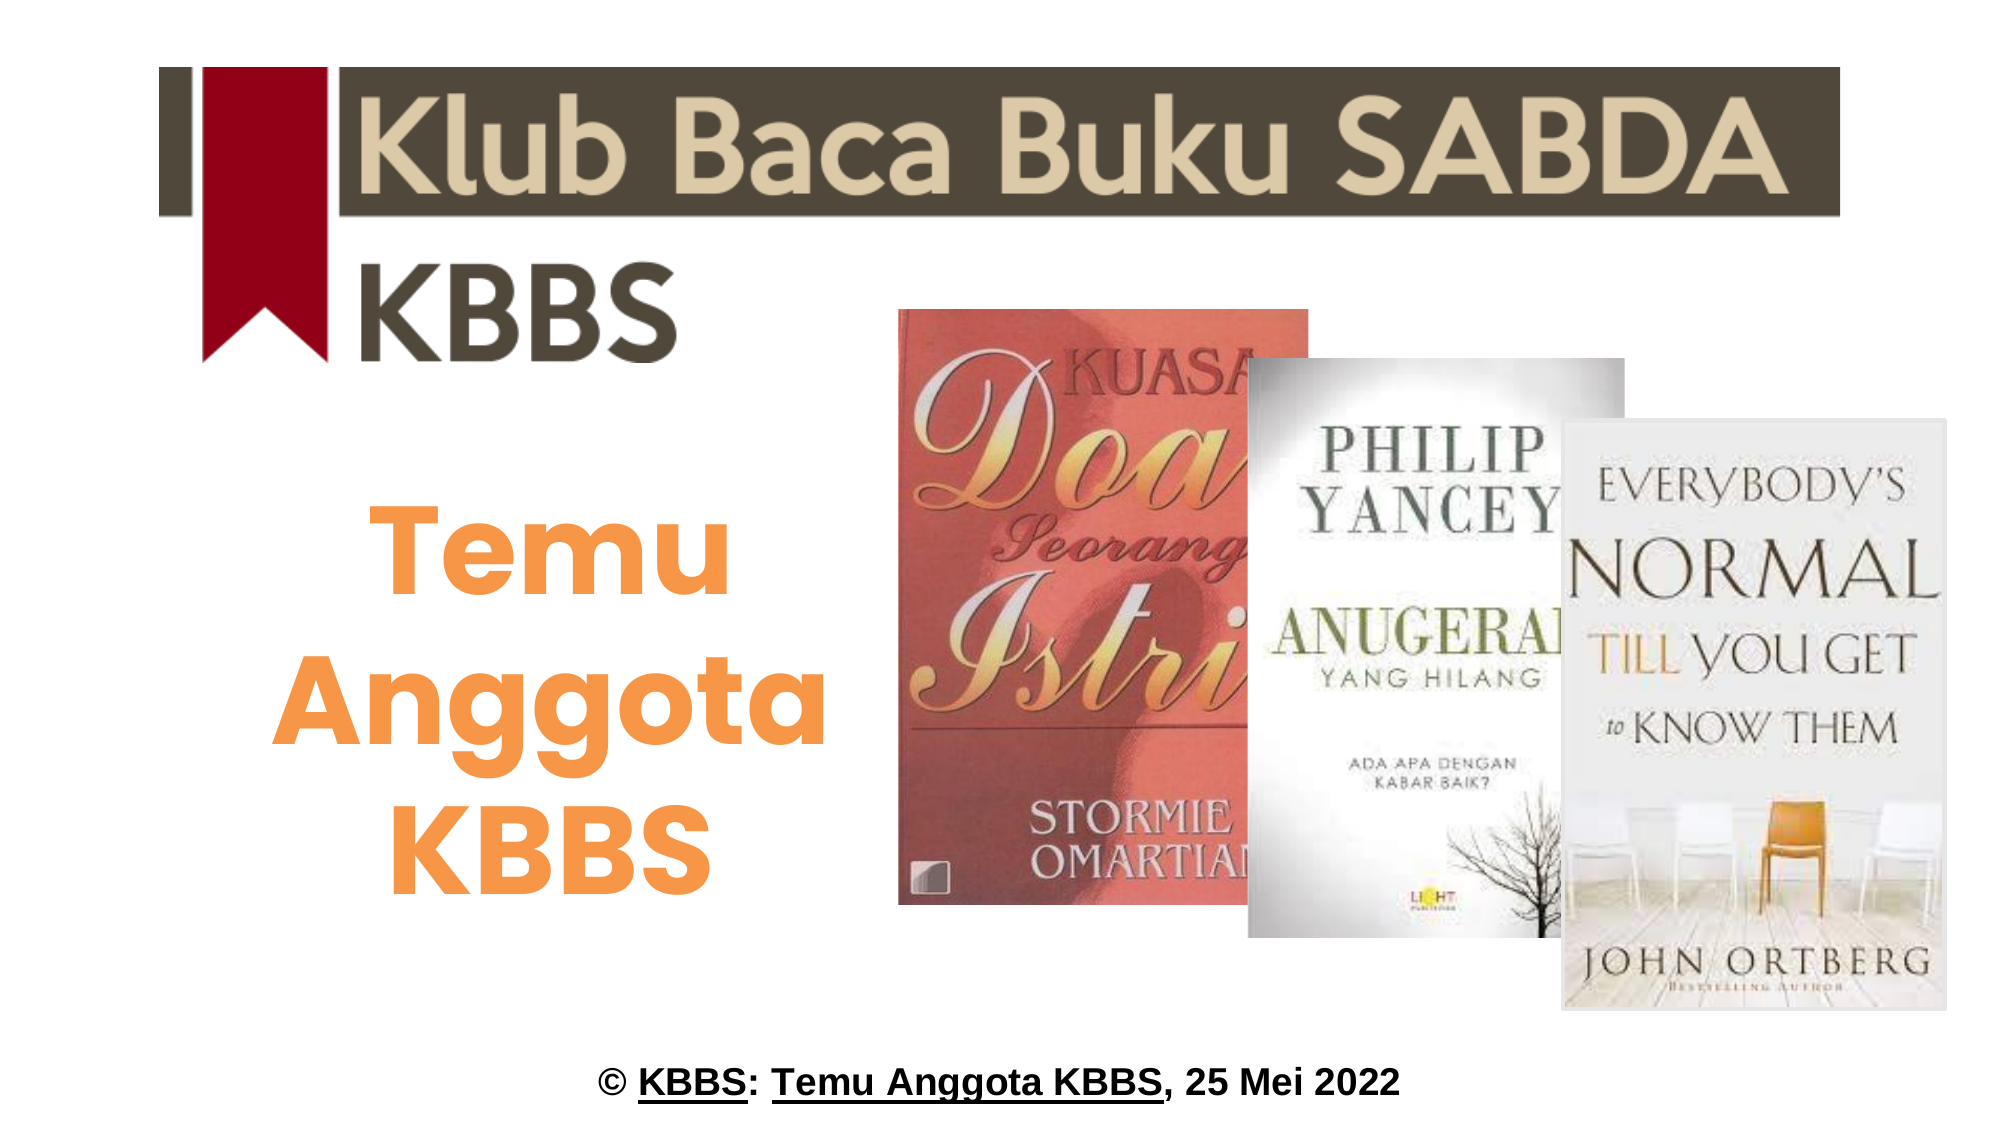 Klub Baca Buku SABDA
KBBS
Temu
Anggota
KBBS
KUASA
Doa
Seorang
Istri
STORMIE
OMARTIAN
PHILIP
YANCEY
ANUGERAH
YANG HILANG
ADA APA DENGAN
KABAR BAIK?
LIGHT
EVERYBODY'S
NORMAL
TILL YOU GET
to KNOW THEM
JOHN ORTBERG
BESTSELLING AUTHOR
© KBBS: Temu Anggota KBBS, 25 Mei 2022